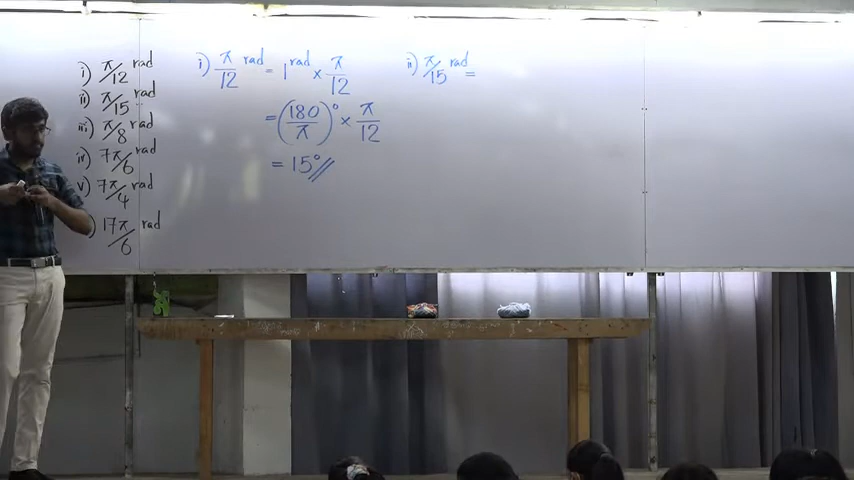 i) π/12 rad
ii) π/15 rad
iii) π/8 rad
iv) 7π/6 rad
v) 7π/4 rad
) 17π/6 rad
i) π/12 rad = 1 rad × π/12
= (180/π)° × π/12
= 15°//
ii) π/15 rad =